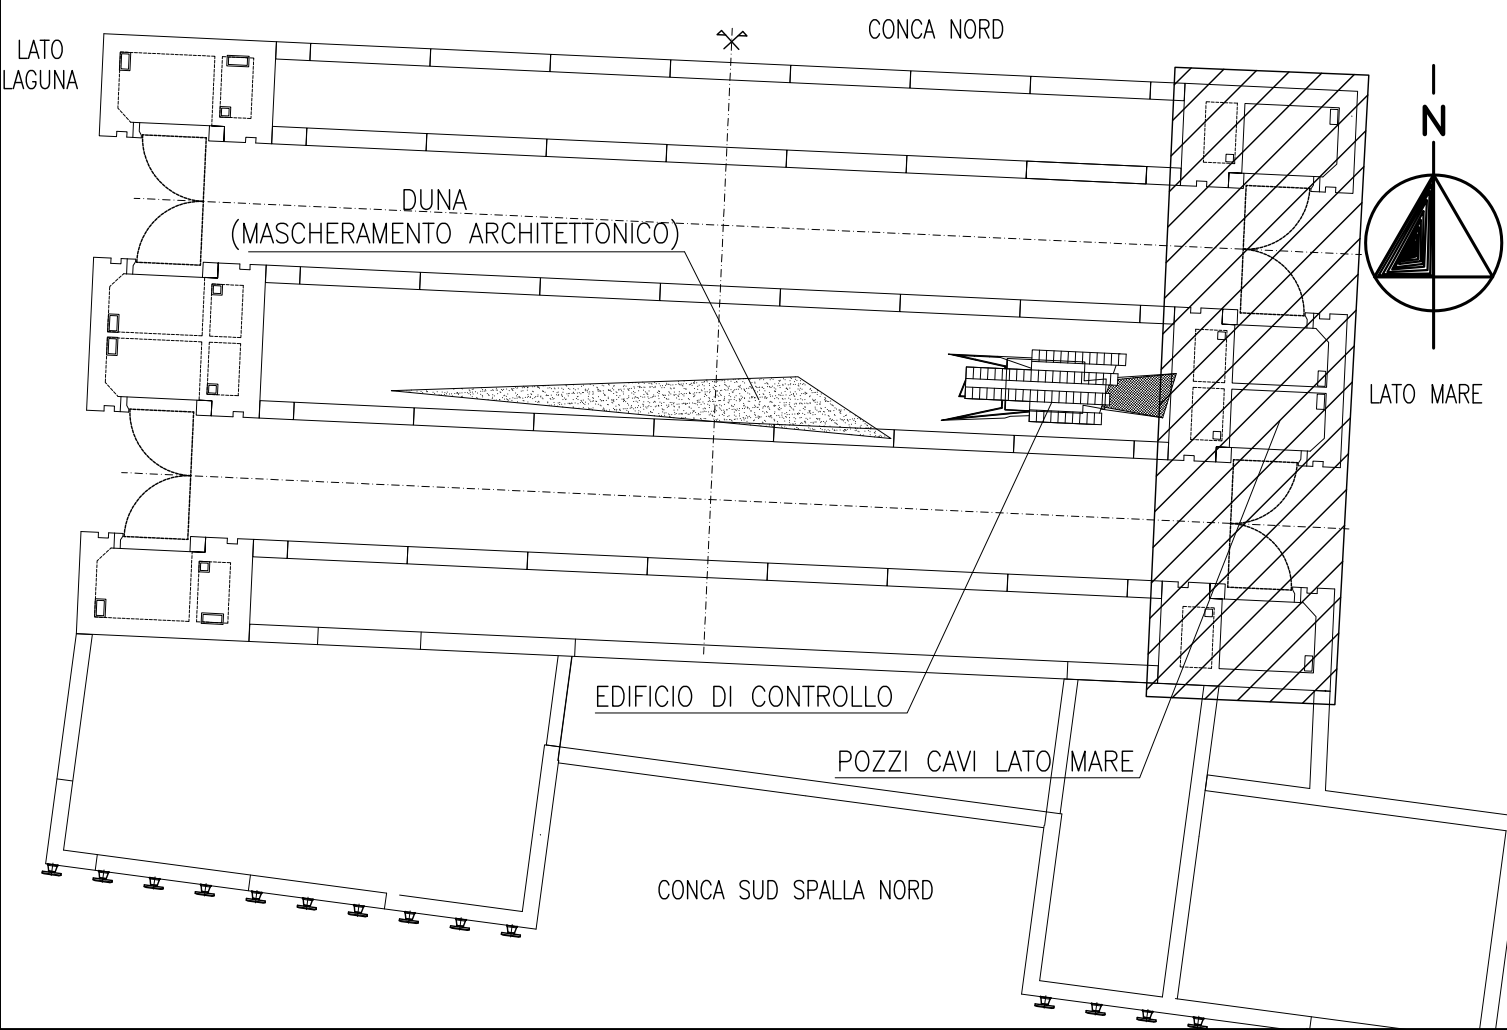 CONCA NORD
LATO
LAGUNA
N
DUNA
(MASCHERAMENTO ARCHITETTONICO)
LATO MARE
EDIFICIO DI CONTROLLO
POZZI CAVI LATO MARE
CONCA SUD SPALLA NORD